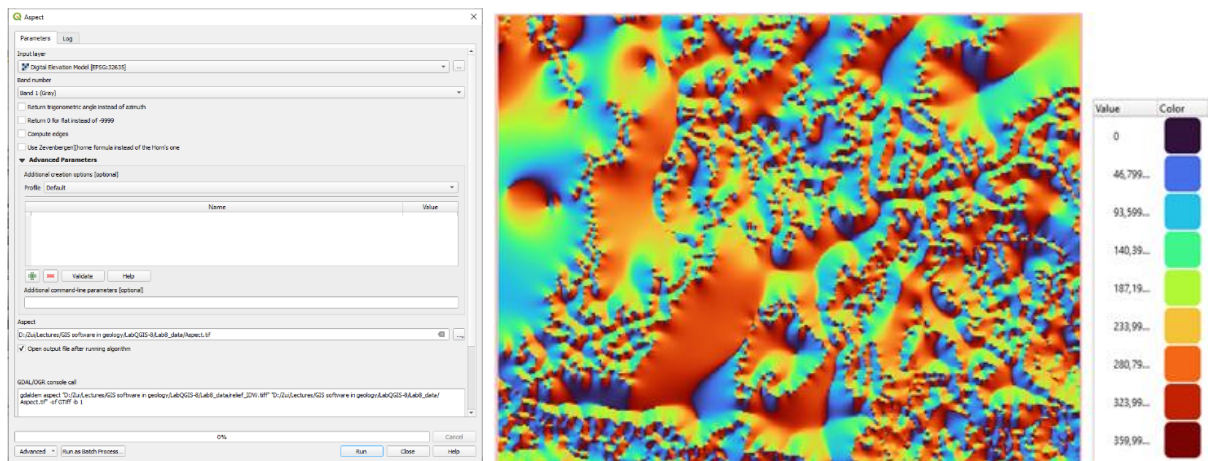 Aspect
Parameters Log
Input layer
Digital Elevation Model [EPSG:32635]
Band number
Band 1 (Gray)
Return trigonometric angle instead of azimuth
Return 0 for flat instead of -9999
Compute edges
Use Zevenbergen||horne formula instead of the Horn's one
Advanced Parameters
Additional creation options [optional]
Profile Default
Name Value
Validate Help
Additional command-line parameters [optional]
Aspect
D:/Zui/Lectures/GIS software in geology/LabQGIS-8/Lab8_data/Aspect.tif
Open output file after running algorithm
GDAL/OGR console call
gdaldem aspect "D:/Zui/Lectures/GIS software in geology/LabQGIS-8/Lab8_data/relief_IDW.tiff" "D:/Zui/Lectures/GIS software in geology/LabQGIS-8/Lab8_data/
Aspect.tif" -of GTiff -b 1
0% Cancel
Advanced Run as Batch Process... Run Close Help
Value Color
0
46,799...
93,599...
140,39...
187,19...
233,99...
280,79...
323,99...
359,99...